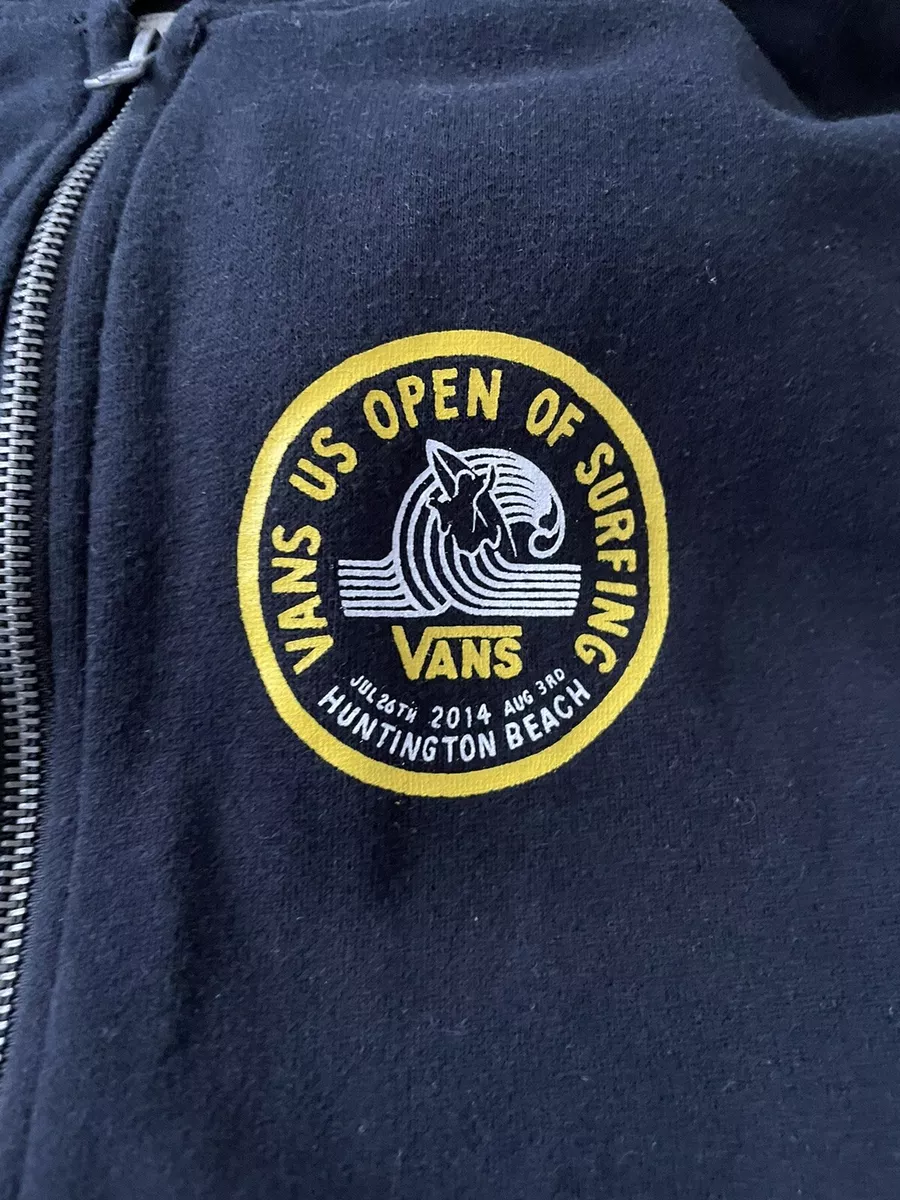 VANS US OPEN OF SURFING
VANS
JUL 26TH 2014 AUG 3RD
HUNTINGTON BEACH